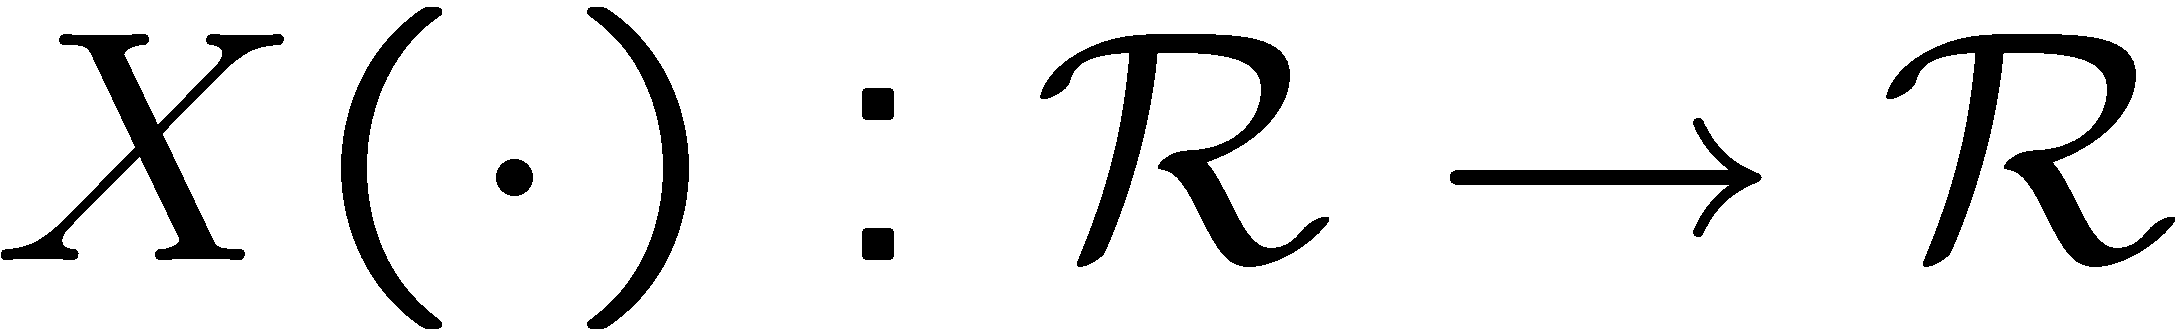 X(·) : ℛ → ℛ